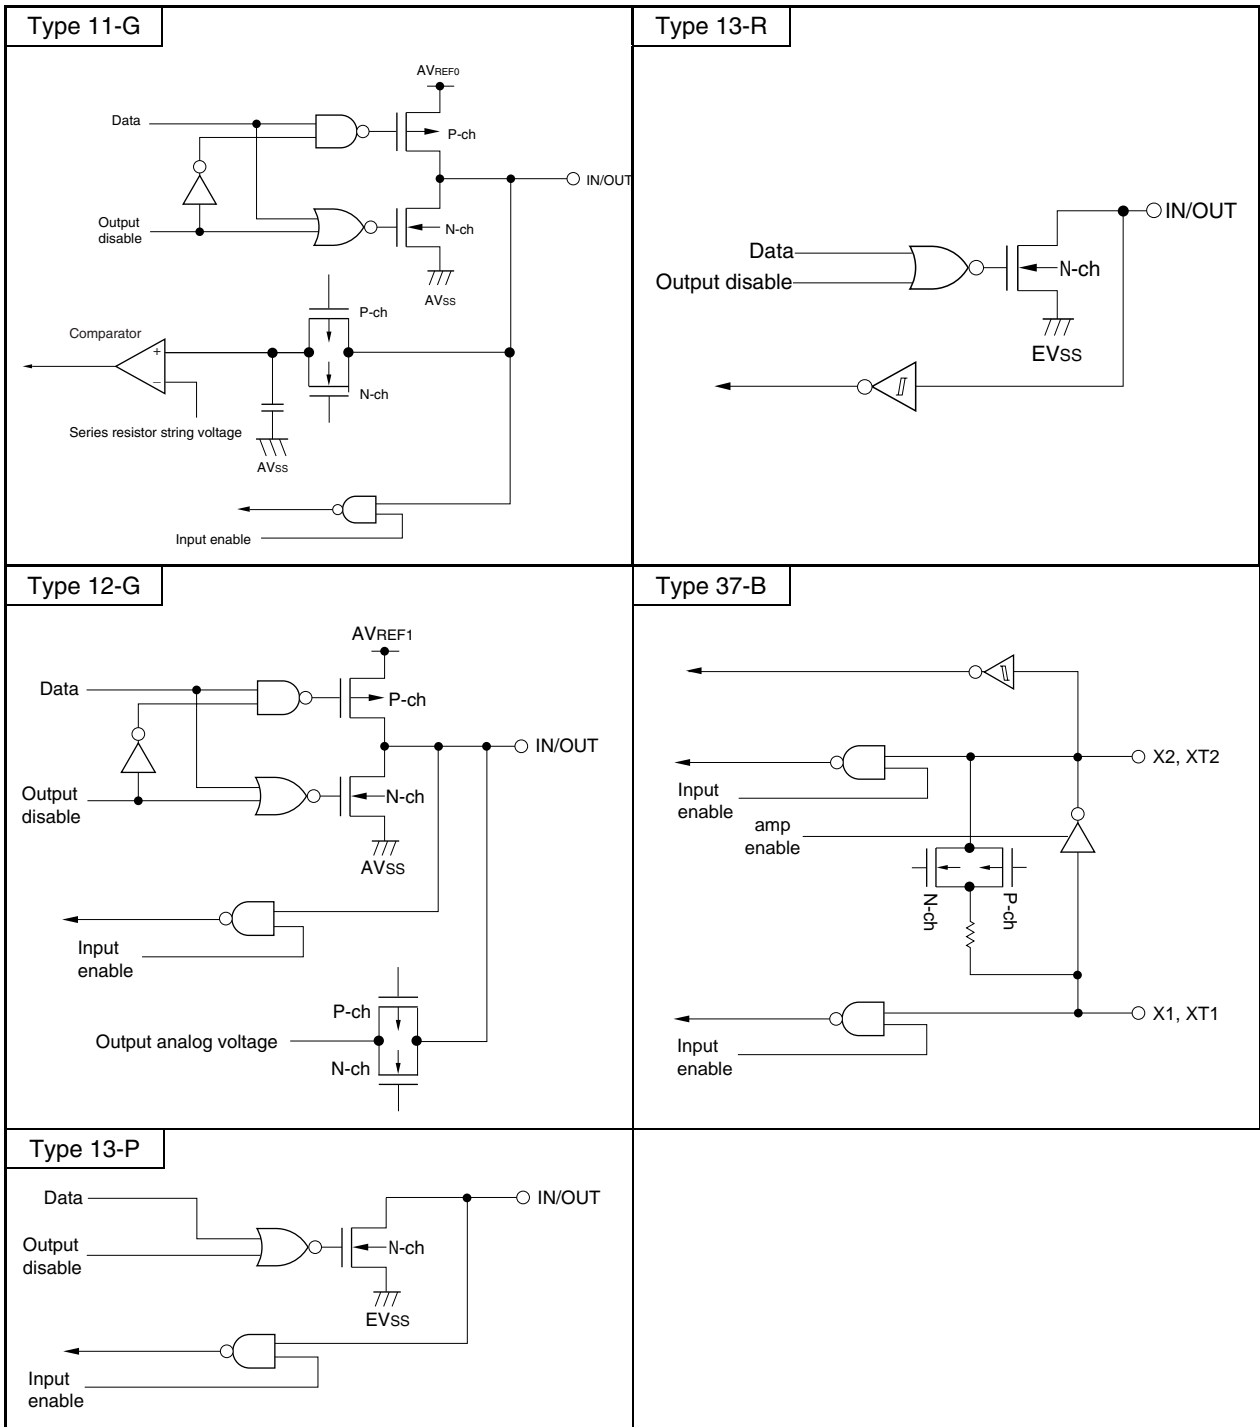 Type 11-G
AVREF0
Data
P-ch
IN/OUT
Output
disable
N-ch
AVSS
P-ch
Comparator
+
−
N-ch
Series resistor string voltage
AVSS
Input enable
Type 13-R
IN/OUT
Data
Output disable
N-ch
EVSS
Type 12-G
AVREF1
Data
P-ch
IN/OUT
Output
disable
N-ch
AVSS
Input
enable
P-ch
Output analog voltage
N-ch
Type 37-B
X2, XT2
Input
enable
amp
enable
N-ch
P-ch
X1, XT1
Input
enable
Type 13-P
Data
IN/OUT
Output
disable
N-ch
EVSS
Input
enable